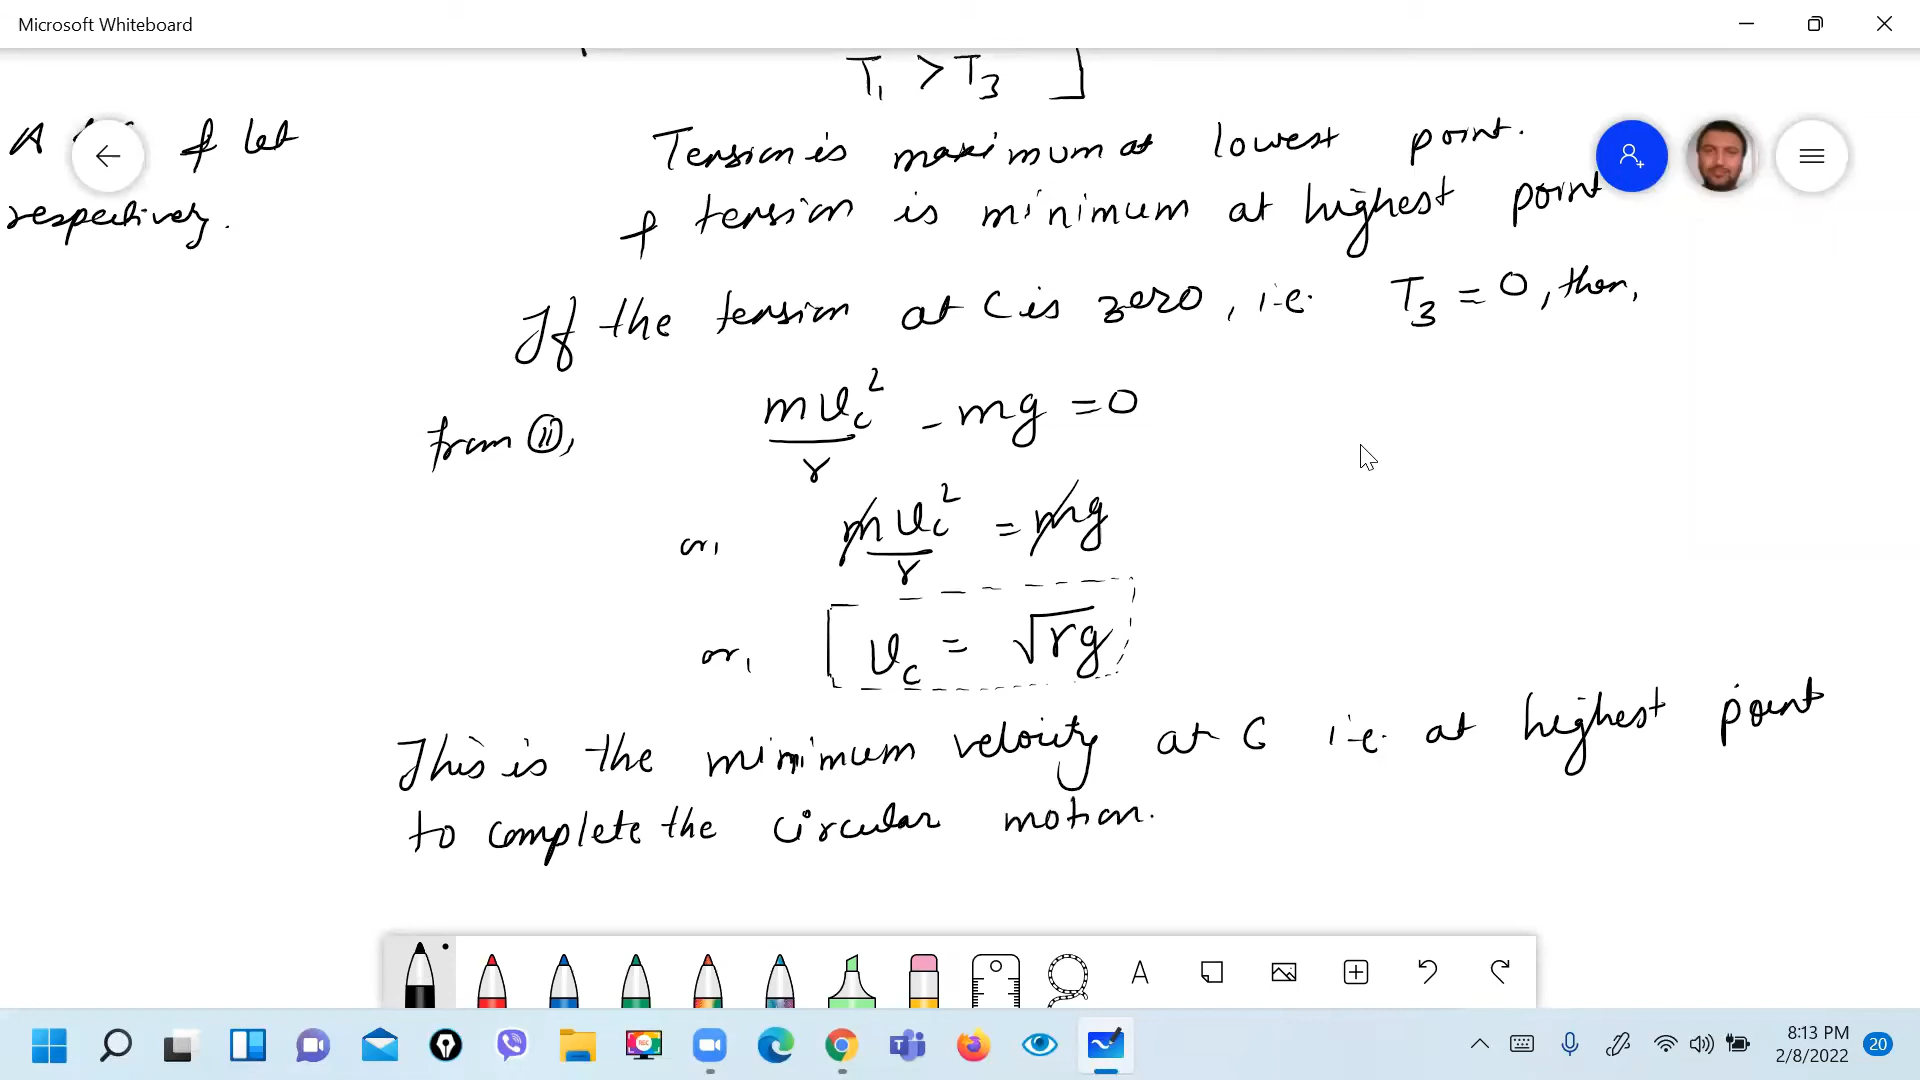 Microsoft Whiteboard
T₁ > T₃ ]
A & let
respectively.
Tension is maximum at lowest point.
& tension is minimum at highest point
If the tension at C is zero, i.e. T₃ = 0, then,
from (ii), mv_c²/r - mg = 0
or, mv_c²/r = mg
or, v_c = √rg
This is the minimum velocity at C i.e. at highest point
to complete the circular motion.
A
8:13 PM
2/8/2022
20